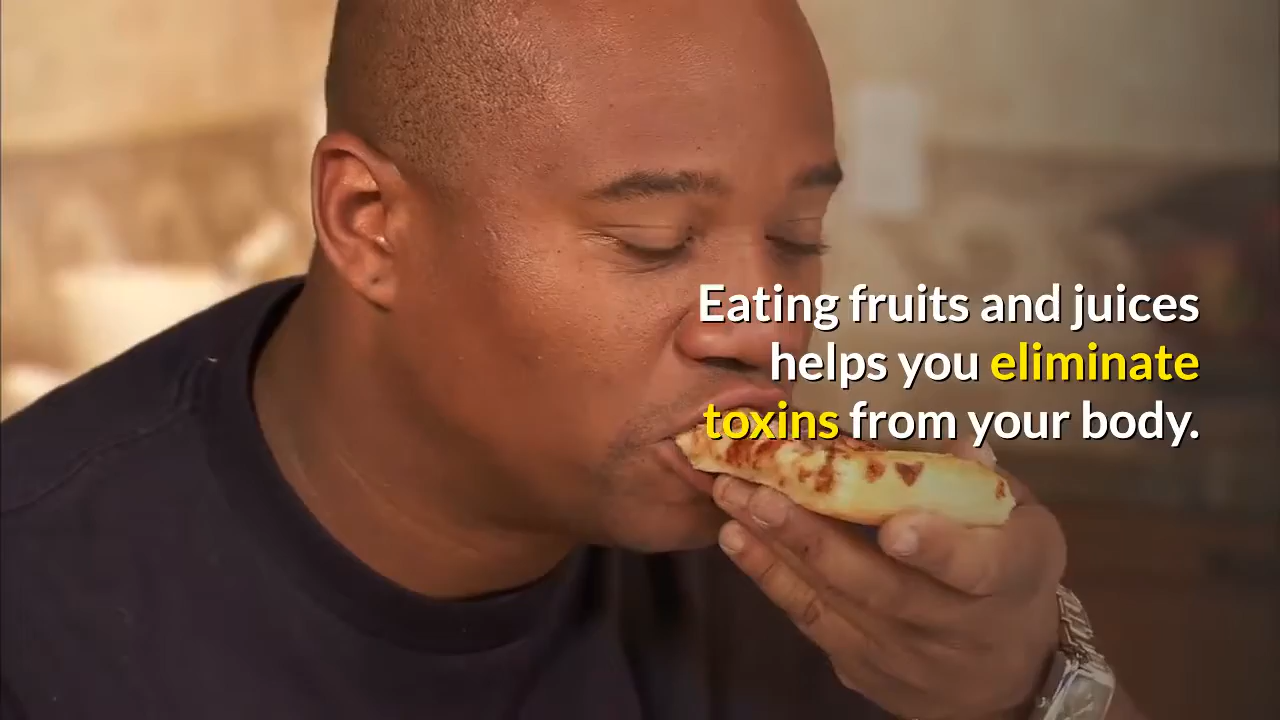 Eating fruits and juices
helps you eliminate
toxins from your body.